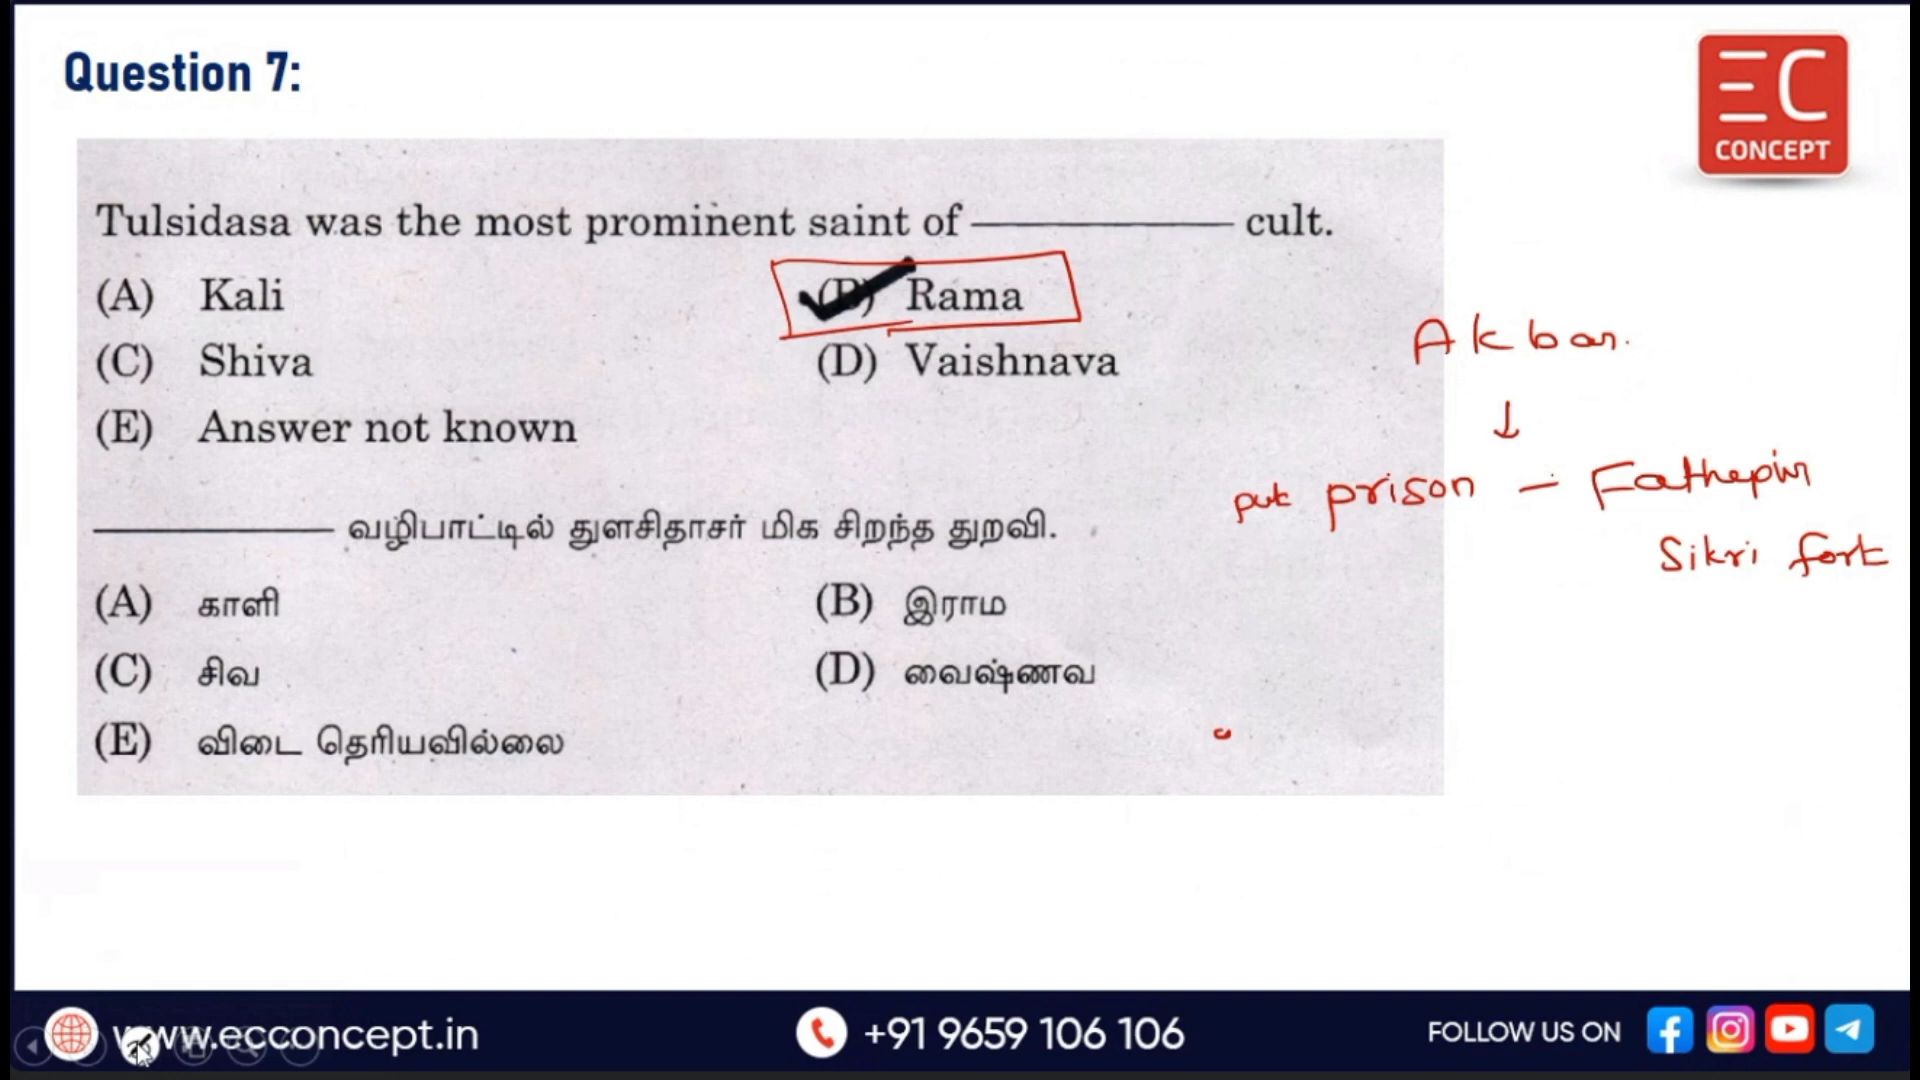 Question 7:
EC
CONCEPT
Tulsidasa was the most prominent saint of ———— cult.
(A) Kali
(B) Rama
(C) Shiva
(D) Vaishnava
(E) Answer not known
Akbar.
↓
put prison – Fathepur
Sikri fort
———— வழிபாட்டில் துளசிதாசர் மிக சிறந்த துறவி.
(A) காளி
(B) இராம
(C) சிவ
(D) வைஷ்ணவ
(E) விடை தெரியவில்லை
www.ecconcept.in
+91 9659 106 106
FOLLOW US ON